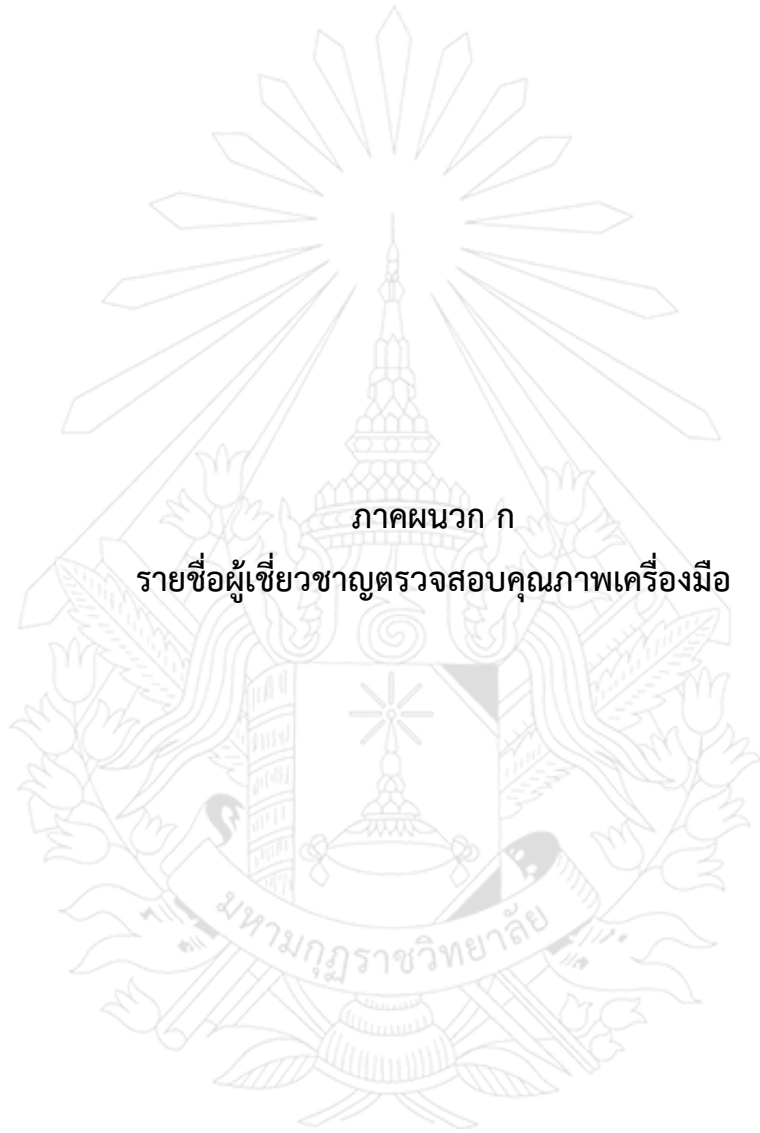 ภาคผนวก ก
รายชื่อผู้เชี่ยวชาญตรวจสอบคุณภาพเครื่องมือ
มหามกุฏราชวิทยาลัย